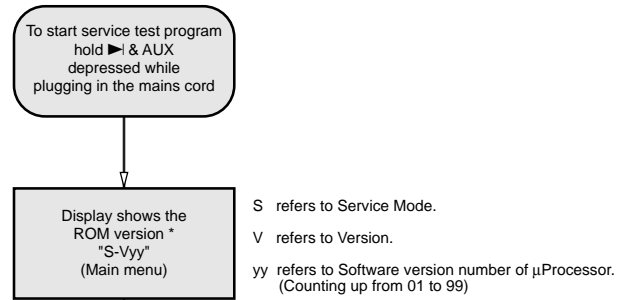 To start service test program
hold ▶| & AUX
depressed while
plugging in the mains cord
Display shows the
ROM version *
"S-Vyy"
(Main menu)
S refers to Service Mode.
V refers to Version.
yy refers to Software version number of µProcessor.
(Counting up from 01 to 99)